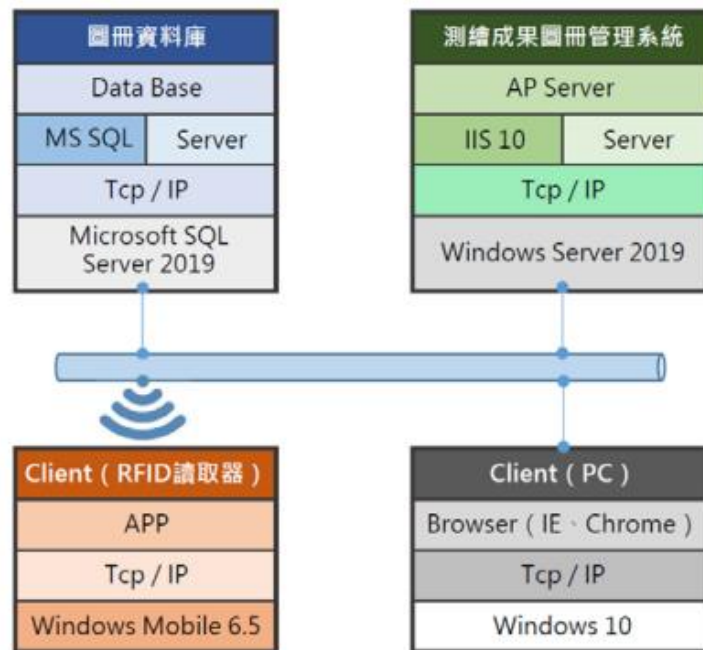 圖冊資料庫
Data Base
MS SQL
Server
Tcp / IP
Microsoft SQL
Server 2019
測繪成果圖冊管理系統
AP Server
IIS 10
Server
Tcp / IP
Windows Server 2019
Client（RFID讀取器）
APP
Tcp / IP
Windows Mobile 6.5
Client（PC）
Browser（IE、Chrome）
Tcp / IP
Windows 10